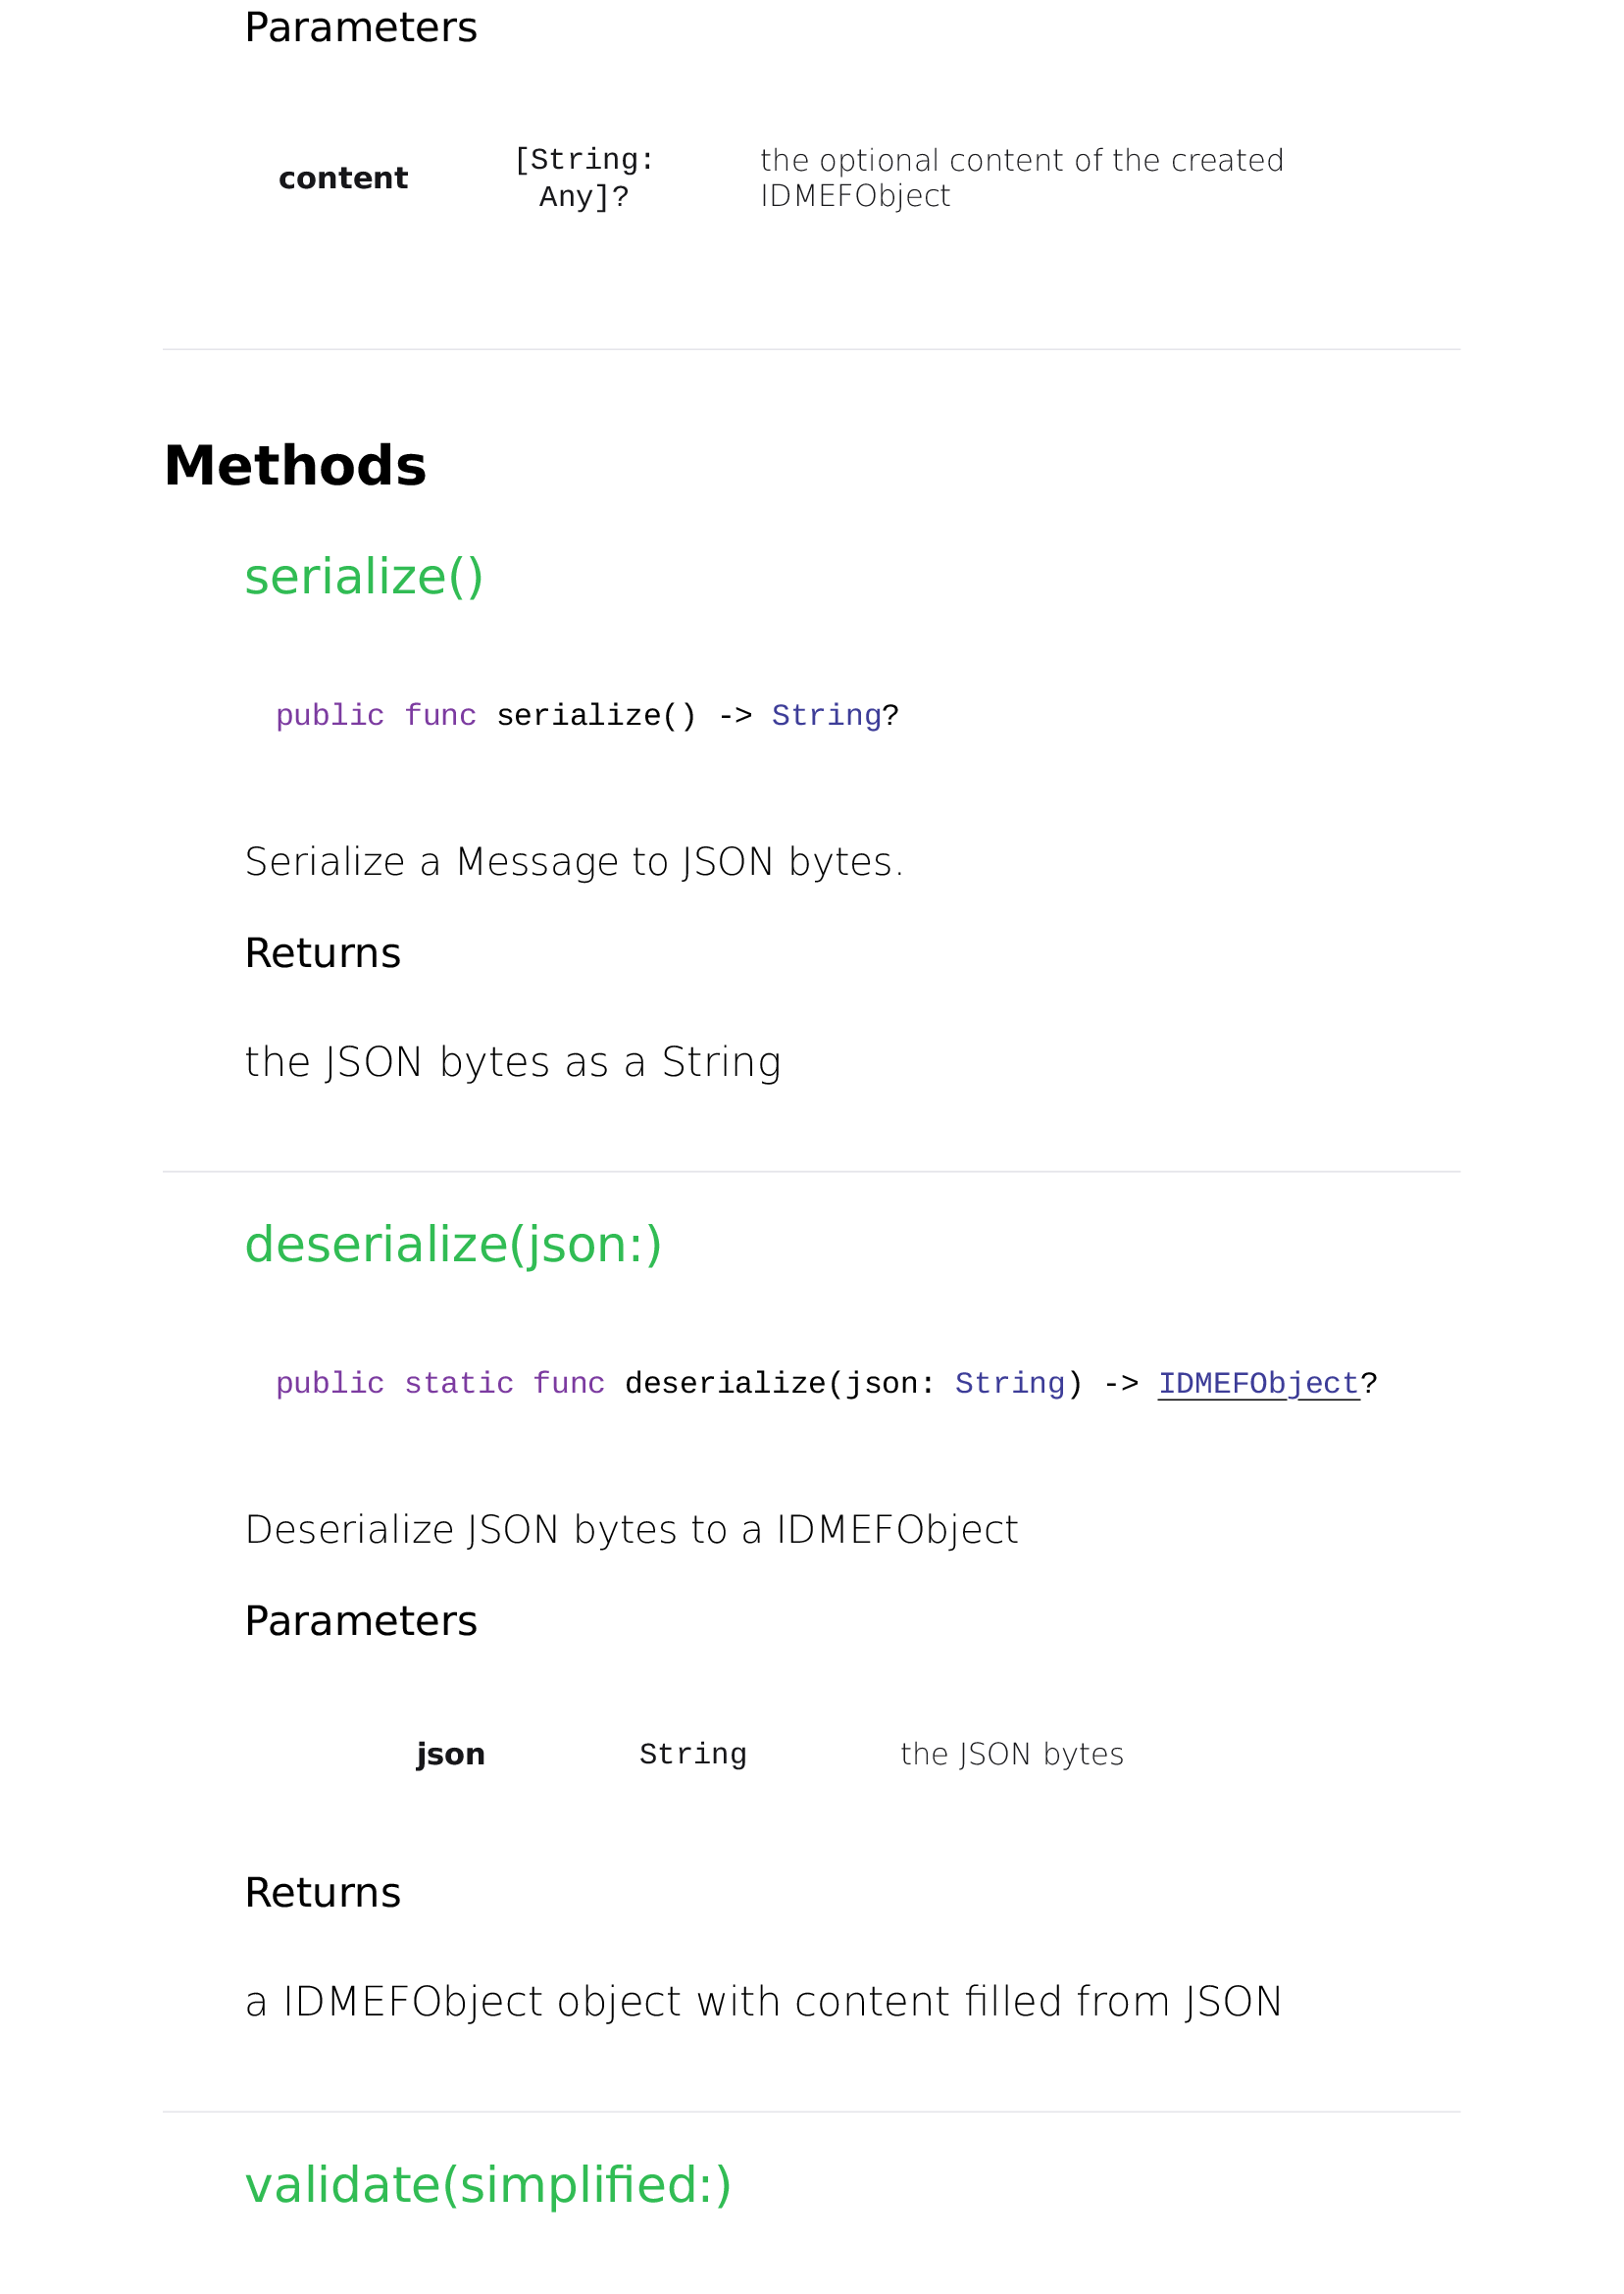 Parameters
content [String: the optional content of the created
Any]? IDMEFObject
Methods
serialize()
public func serialize() -> String?
Serialize a Message to JSON bytes.
Returns
the JSON bytes as a String
deserialize(json:)
public static func deserialize(json: String) -> IDMEFObject?
Deserialize JSON bytes to a IDMEFObject
Parameters
json String the JSON bytes
Returns
a IDMEFObject object with content filled from JSON
validate(simplified:)